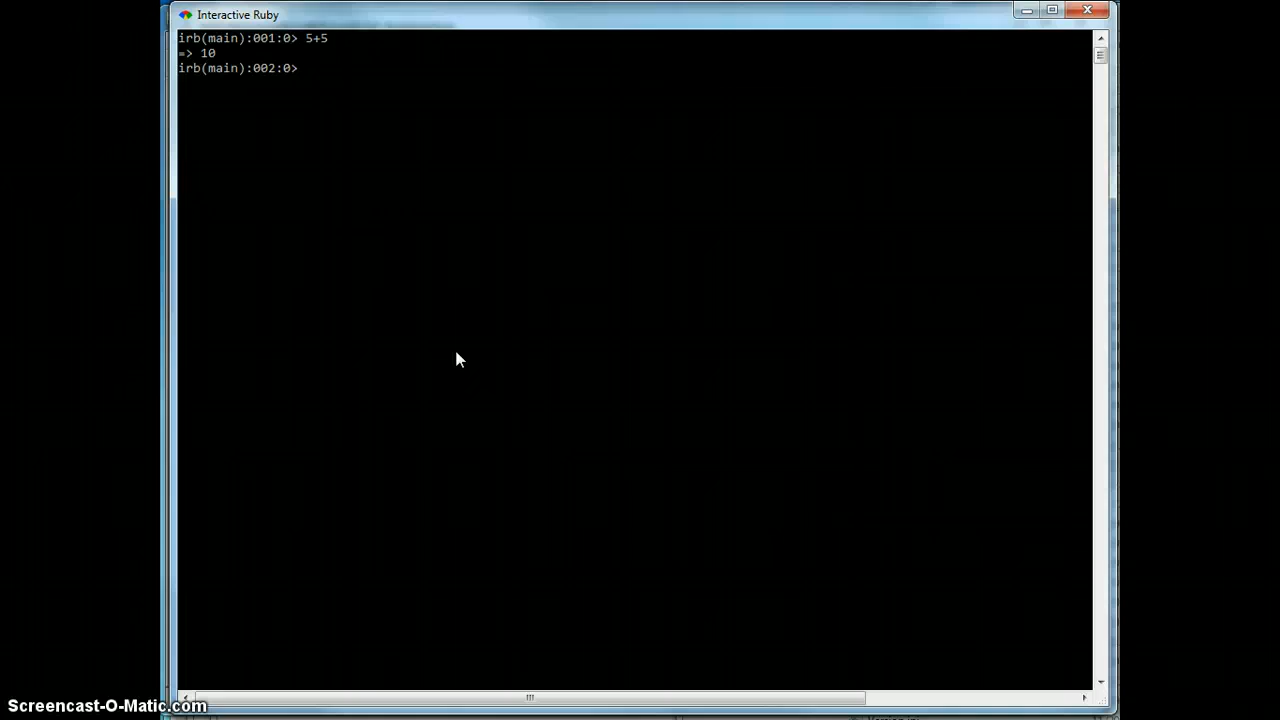 Interactive Ruby
irb(main):001:0> 5+5
=> 10
irb(main):002:0>
Screencast-O-Matic.com